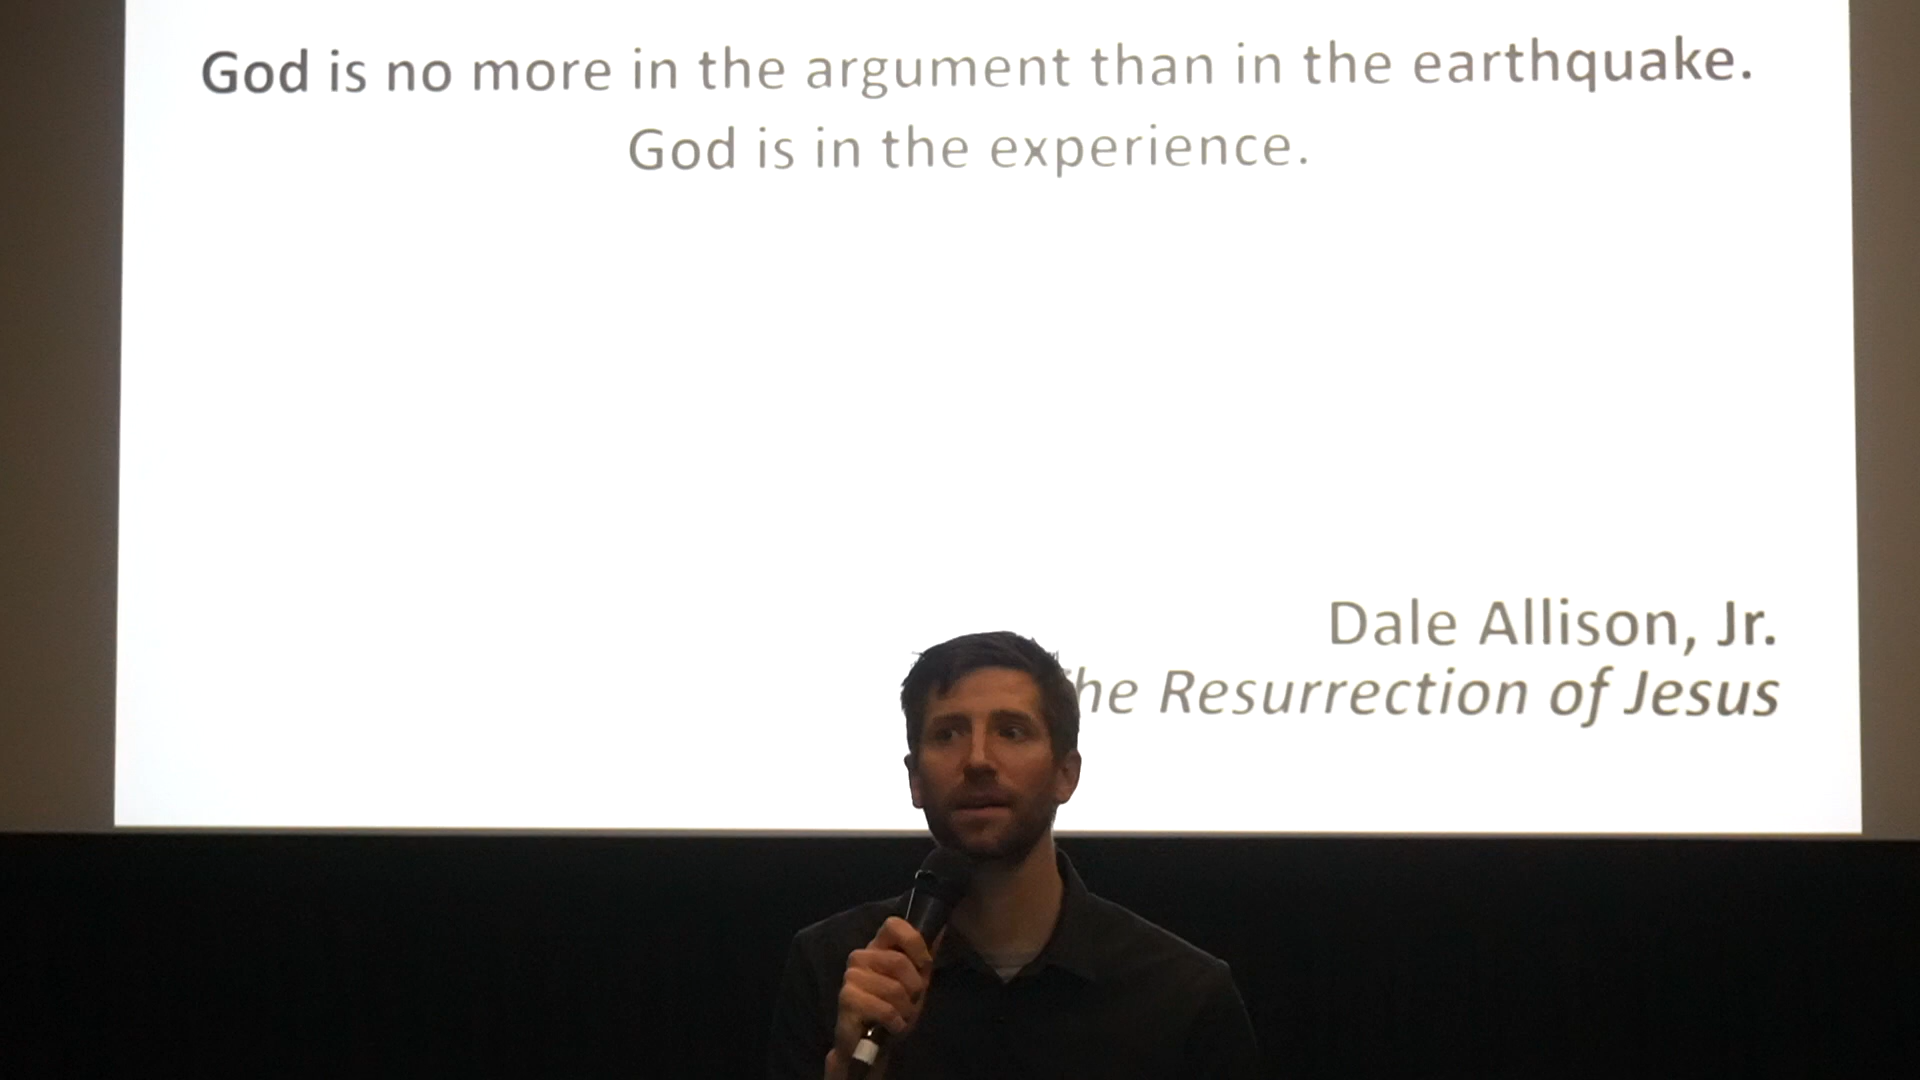 God is no more in the argument than in the earthquake.
God is in the experience.
Dale Allison, Jr.
Resurrection of Jesus